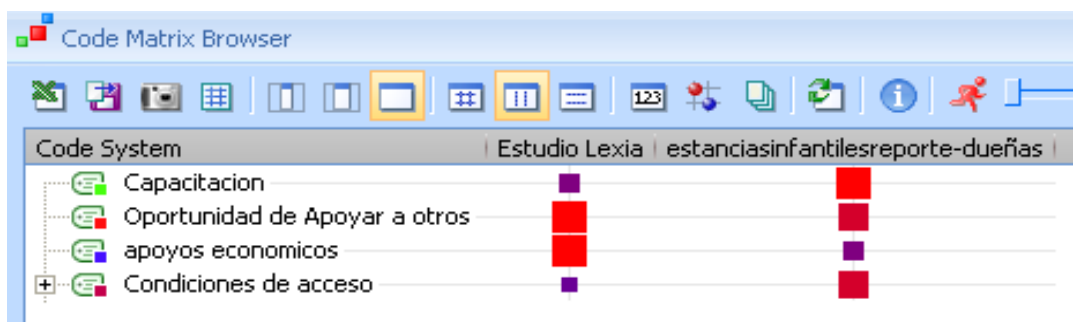 Code Matrix Browser
123
Code System Estudio Lexia estanciasinfantilesreporte-dueñas
Capacitacion
Oportunidad de Apoyar a otros
apoyos economicos
Condiciones de acceso